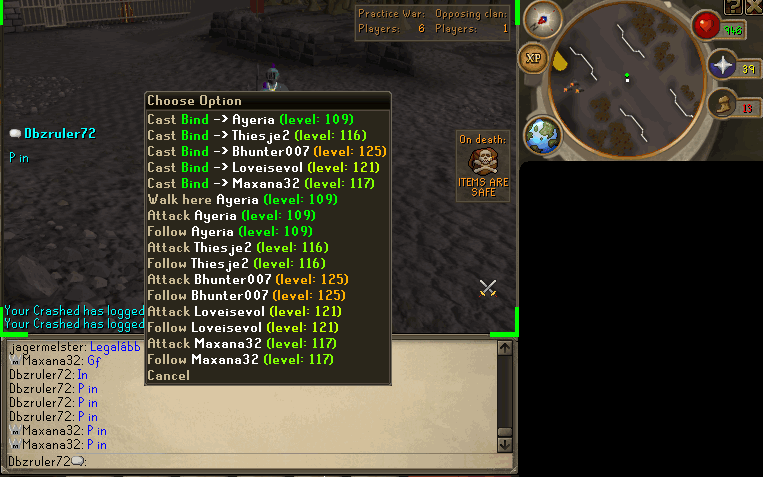 Practice War: Opposing clan:
Players: 6 Players: 1
946
XP
39
13
Dbzruler72
P in
On death:
ITEMS ARE
SAFE
Choose Option
Cast Bind -> Ayeria (level: 109)
Cast Bind -> Thiesje2 (level: 116)
Cast Bind -> Bhunter007 (level: 125)
Cast Bind -> Loveisevol (level: 121)
Cast Bind -> Maxana32 (level: 117)
Walk here Ayeria (level: 109)
Attack Ayeria (level: 109)
Follow Ayeria (level: 109)
Attack Thiesje2 (level: 116)
Follow Thiesje2 (level: 116)
Attack Bhunter007 (level: 125)
Follow Bhunter007 (level: 125)
Attack Loveisevol (level: 121)
Follow Loveisevol (level: 121)
Attack Maxana32 (level: 117)
Follow Maxana32 (level: 117)
Cancel
Your Crashed has logged
Your Crashed has logged
jagermelster: Legalább
Maxana32: Gf
Dbzruler72: In
Dbzruler72: P in
Dbzruler72: P in
Dbzruler72: P in
Maxana32: P in
Maxana32: P in
Dbzruler72: